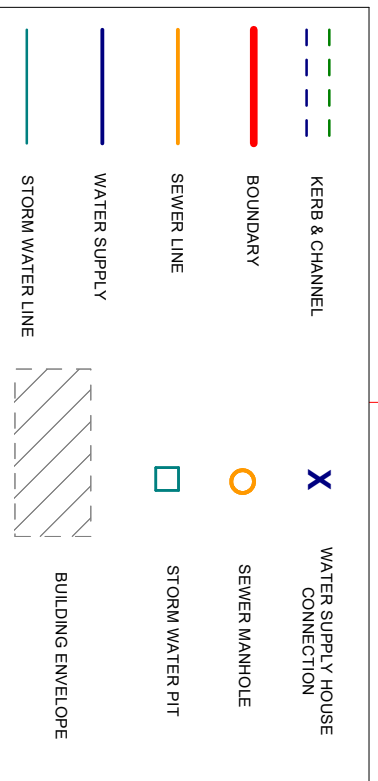 KERB & CHANNEL
BOUNDARY
SEWER LINE
WATER SUPPLY
STORM WATER LINE
X
WATER SUPPLY HOUSE
CONNECTION
SEWER MANHOLE
STORM WATER PIT
BUILDING ENVELOPE